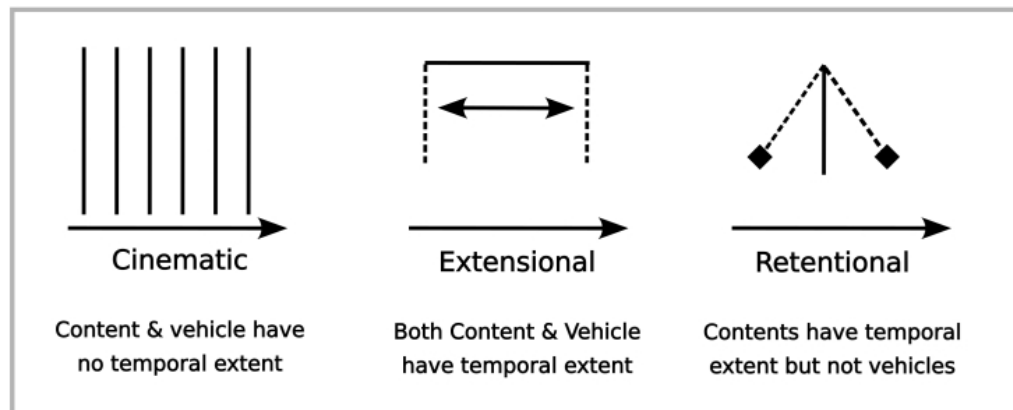 Cinematic
Extensional
Retentional
Content & vehicle have
no temporal extent
Both Content & Vehicle
have temporal extent
Contents have temporal
extent but not vehicles